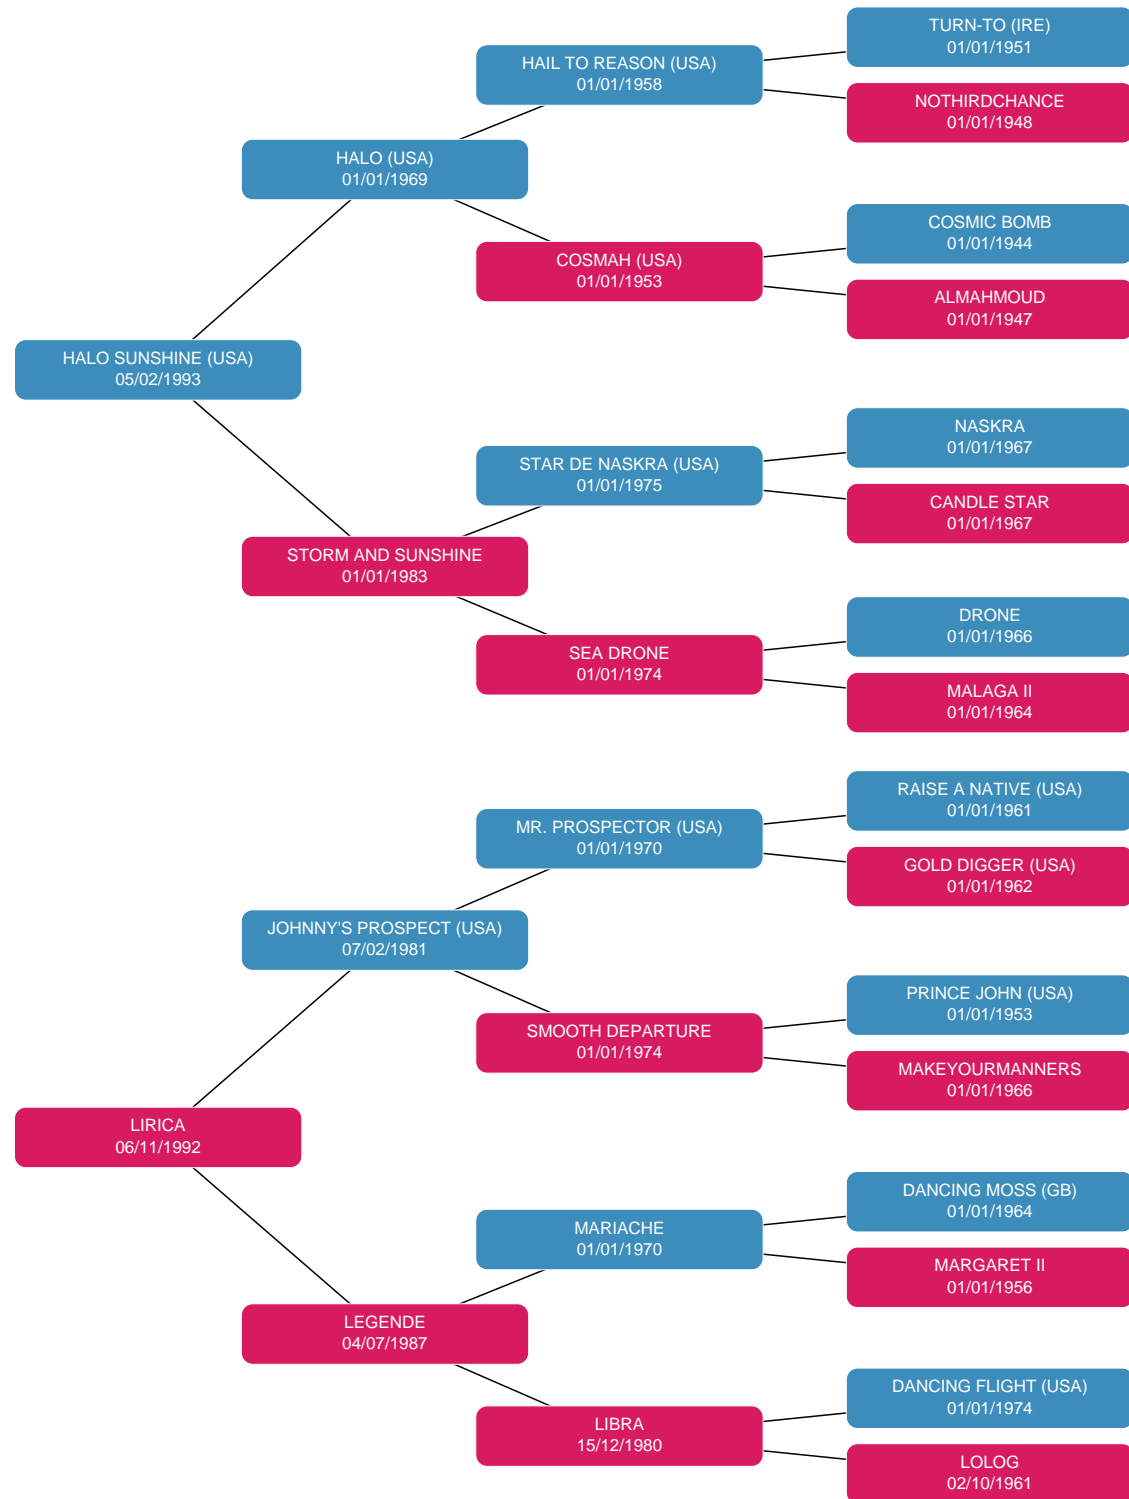 TURN-TO (IRE)
01/01/1951
HAIL TO REASON (USA)
01/01/1958
NOTHIRDCHANCE
01/01/1948
HALO (USA)
01/01/1969
COSMIC BOMB
01/01/1944
COSMAH (USA)
01/01/1953
ALMAHMOUD
01/01/1947
HALO SUNSHINE (USA)
05/02/1993
NASKRA
01/01/1967
STAR DE NASKRA (USA)
01/01/1975
CANDLE STAR
01/01/1967
STORM AND SUNSHINE
01/01/1983
DRONE
01/01/1966
SEA DRONE
01/01/1974
MALAGA II
01/01/1964
RAISE A NATIVE (USA)
01/01/1961
MR. PROSPECTOR (USA)
01/01/1970
GOLD DIGGER (USA)
01/01/1962
JOHNNY'S PROSPECT (USA)
07/02/1981
PRINCE JOHN (USA)
01/01/1953
SMOOTH DEPARTURE
01/01/1974
MAKEYOURMANNERS
01/01/1966
LIRICA
06/11/1992
DANCING MOSS (GB)
01/01/1964
MARIACHE
01/01/1970
MARGARET II
01/01/1956
LEGENDE
04/07/1987
DANCING FLIGHT (USA)
01/01/1974
LIBRA
15/12/1980
LOLOG
02/10/1961